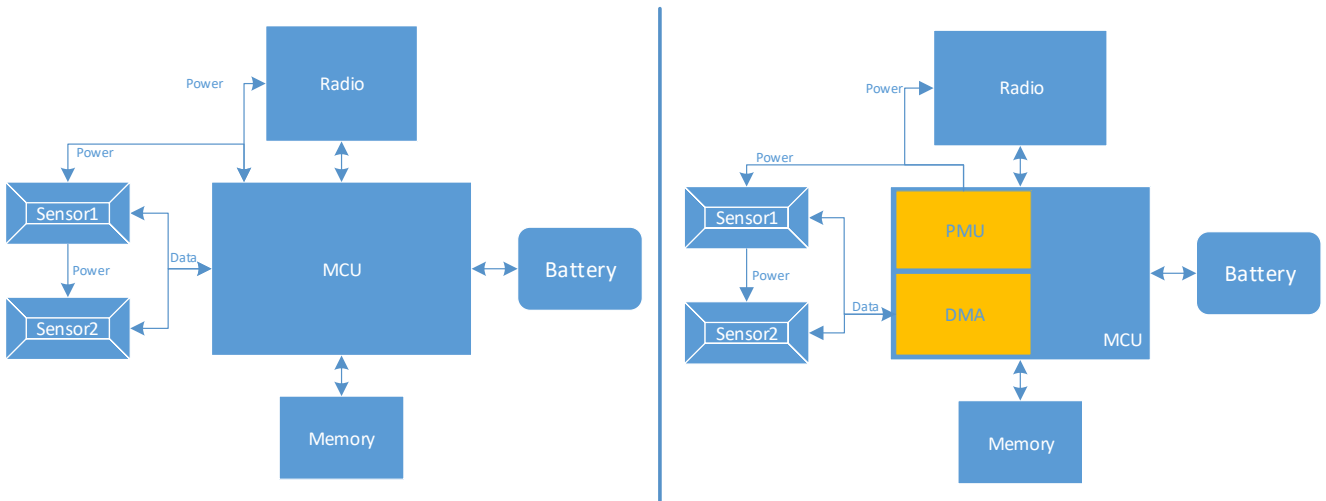 Radio
Power
Power
Sensor1
Data
MCU
Battery
Power
Sensor2
Memory
Radio
Power
Power
Sensor1
PMU
Battery
Power
Data
DMA
Sensor2
MCU
Memory